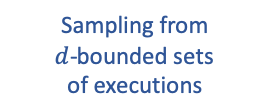 Sampling from
d-bounded sets
of executions